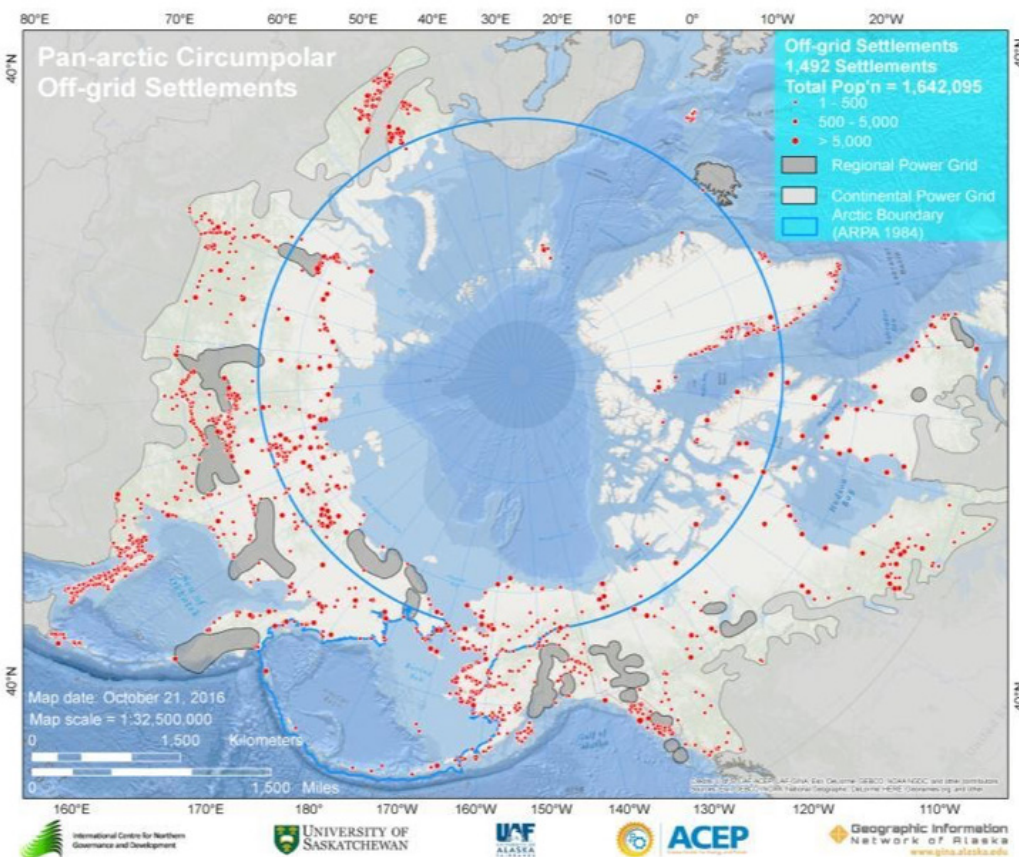 80°E 70°E 60°E 50°E 40°E 30°E 20°E 10°E 0° 10°W 20°W
40°N
40°N
Pan-arctic Circumpolar
Off-grid Settlements
Off-grid Settlements
1,492 Settlements
Total Pop'n = 1,642,095
1 - 500
500 - 5,000
> 5,000
Regional Power Grid
Continental Power Grid
Arctic Boundary
(ARPA 1984)
Hudson
Bay
Gulf of
40°N
40°N
Map date: October 21, 2016
Map scale = 1:32,500,000
0 1,500 Kilometers
0 1,500 Miles
160°E 170°E 180° 170°W 160°W 150°W 140°W 130°W 120°W 110°W
International Centre for Northern
Governance and Development
UNIVERSITY OF
SASKATCHEWAN
UAF
ALASKA
FAIRBANKS
ACEP
Geographic Information
Network of Alaska
www.gina.alaska.edu